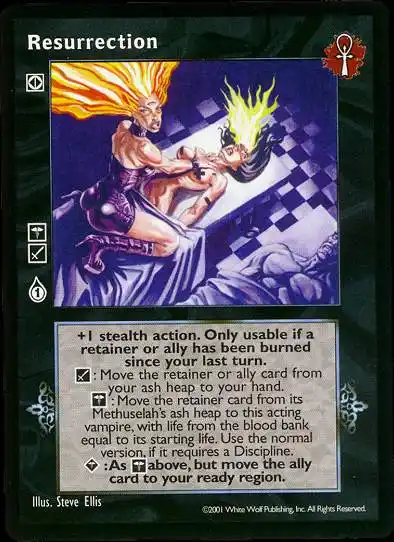 Resurrection
1
+1 stealth action. Only usable if a
retainer or ally has been burned
since your last turn.
: Move the retainer or ally card from
your ash heap to your hand.
: Move the retainer card from its
Methuselah's ash heap to this acting
vampire, with life from the blood bank
equal to its starting life. Use the normal
version, if it requires a Discipline.
:As above, but move the ally
card to your ready region.
Illus. Steve Ellis
©2001 White Wolf Publishing, Inc. All Rights Reserved.